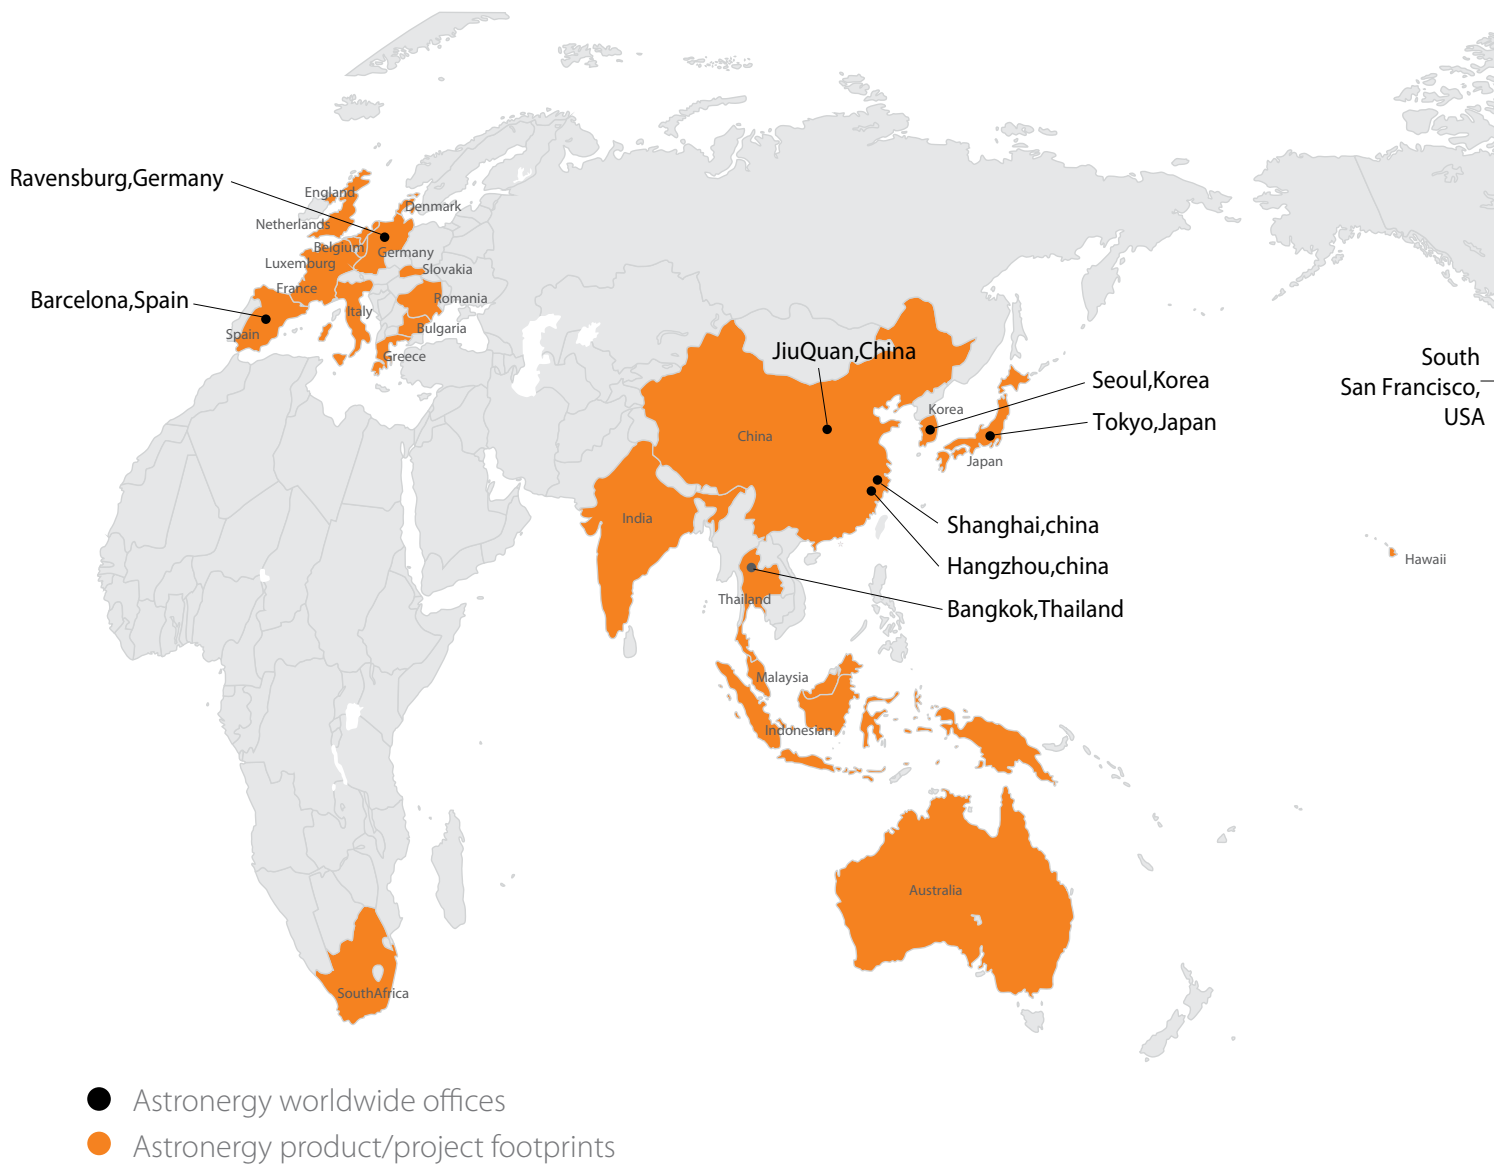 Ravensburg,Germany
England
Denmark
Netherlands
Belgium
Germany
Luxemburg
Slovakia
France
Romania
Barcelona,Spain
Italy
Bulgaria
Spain
Greece
JiuQuan,China
South
San Francisco,
USA
Seoul,Korea
Korea
Tokyo,Japan
China
Japan
India
Shanghai,china
Hangzhou,china
Hawaii
Thailand
Bangkok,Thailand
Malaysia
Indonesian
Australia
SouthAfrica
Astronergy worldwide offices
Astronergy product/project footprints